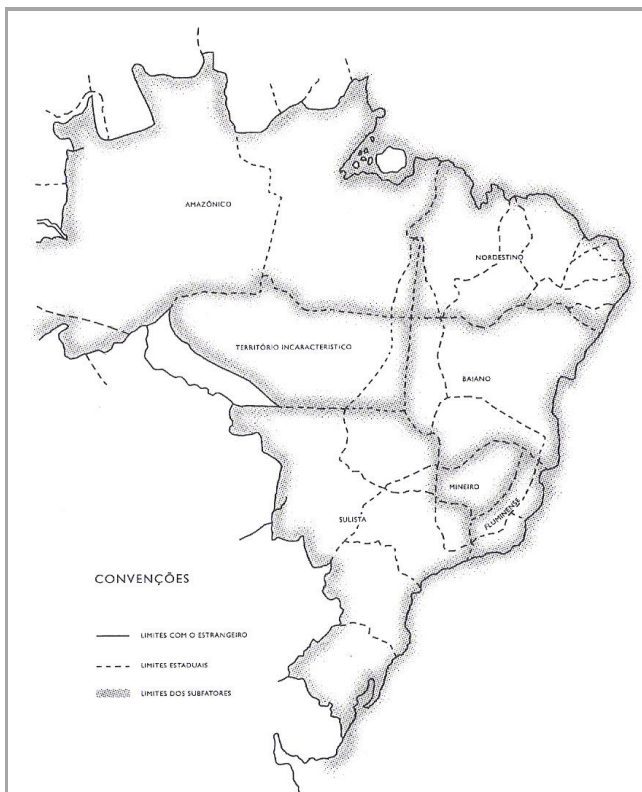 AMAZÔNICO
NORDESTINO
TERRITÓRIO INCARACTERÍSTICO
BAIANO
MINEIRO
FLUMINENSE
SULISTA
CONVENÇÕES
LIMITES COM O ESTRANGEIRO
LIMITES ESTADUAIS
LIMITES DOS SUBFATORES